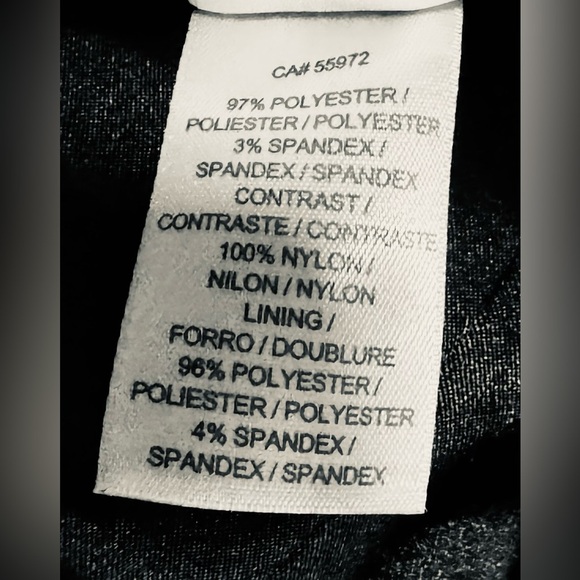 CA# 55972
97% POLYESTER /
POLIESTER / POLYESTER
3% SPANDEX /
SPANDEX / SPANDEX
CONTRAST /
CONTRASTE / CONTRASTE
100% NYLON /
NILON / NYLON
LINING /
FORRO / DOUBLURE
96% POLYESTER /
POLIESTER / POLYESTER
4% SPANDEX /
SPANDEX / SPANDEX